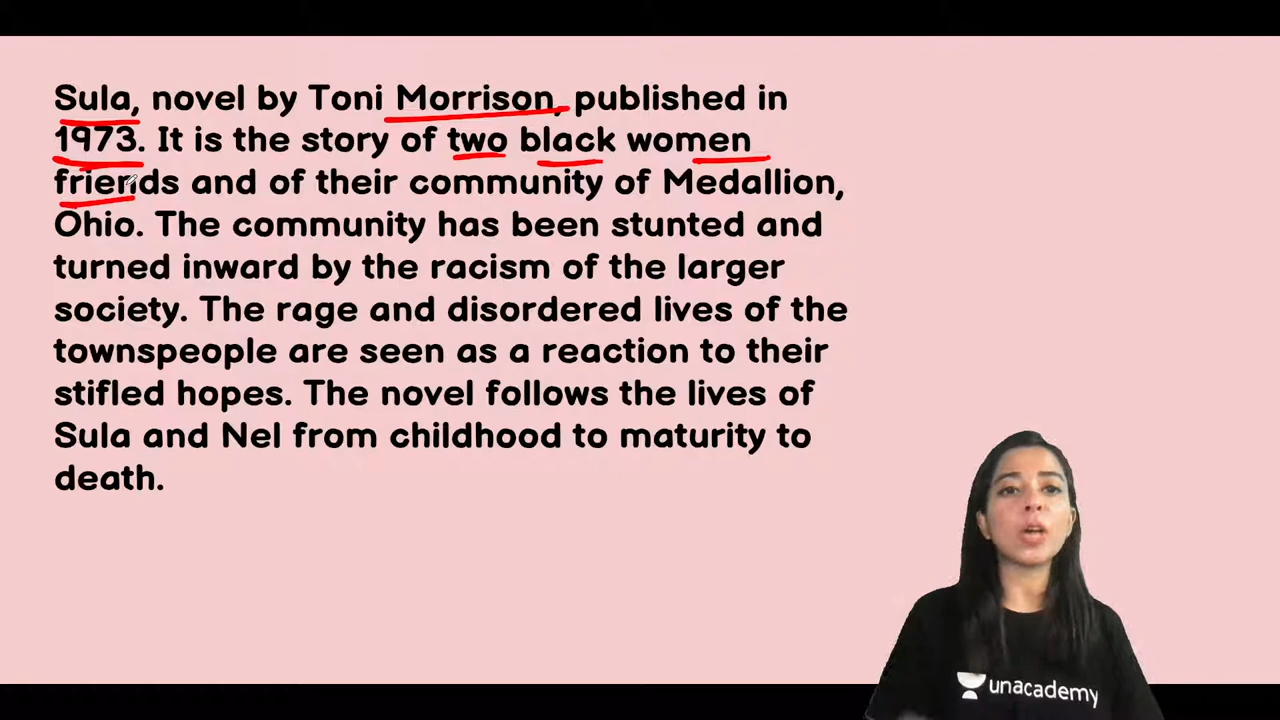 Sula, novel by Toni Morrison, published in
1973. It is the story of two black women
friends and of their community of Medallion,
Ohio. The community has been stunted and
turned inward by the racism of the larger
society. The rage and disordered lives of the
townspeople are seen as a reaction to their
stifled hopes. The novel follows the lives of
Sula and Nel from childhood to maturity to
death.
unacademy